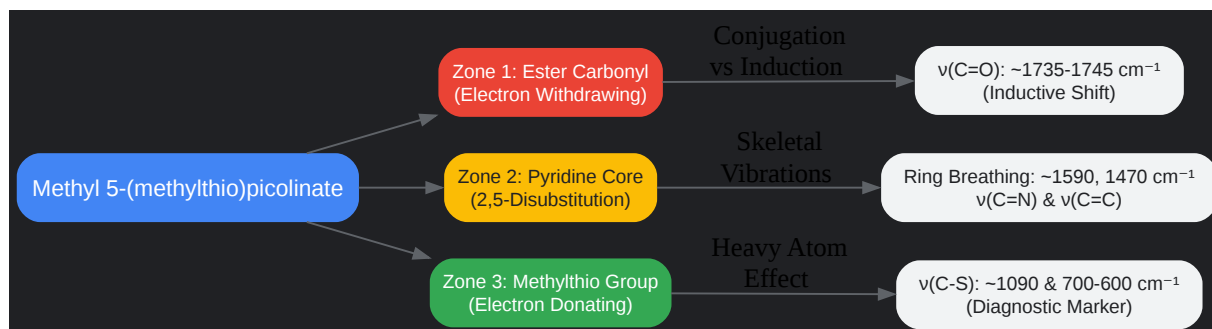 Methyl 5-(methylthio)picolinate
Zone 1: Ester Carbonyl
(Electron Withdrawing)
Conjugation
vs Induction
ν(C=O): ~1735-1745 cm⁻¹
(Inductive Shift)
Zone 2: Pyridine Core
(2,5-Disubstitution)
Skeletal
Vibrations
Ring Breathing: ~1590, 1470 cm⁻¹
ν(C=N) & ν(C=C)
Zone 3: Methylthio Group
(Electron Donating)
Heavy Atom
Effect
ν(C-S): ~1090 & 700-600 cm⁻¹
(Diagnostic Marker)